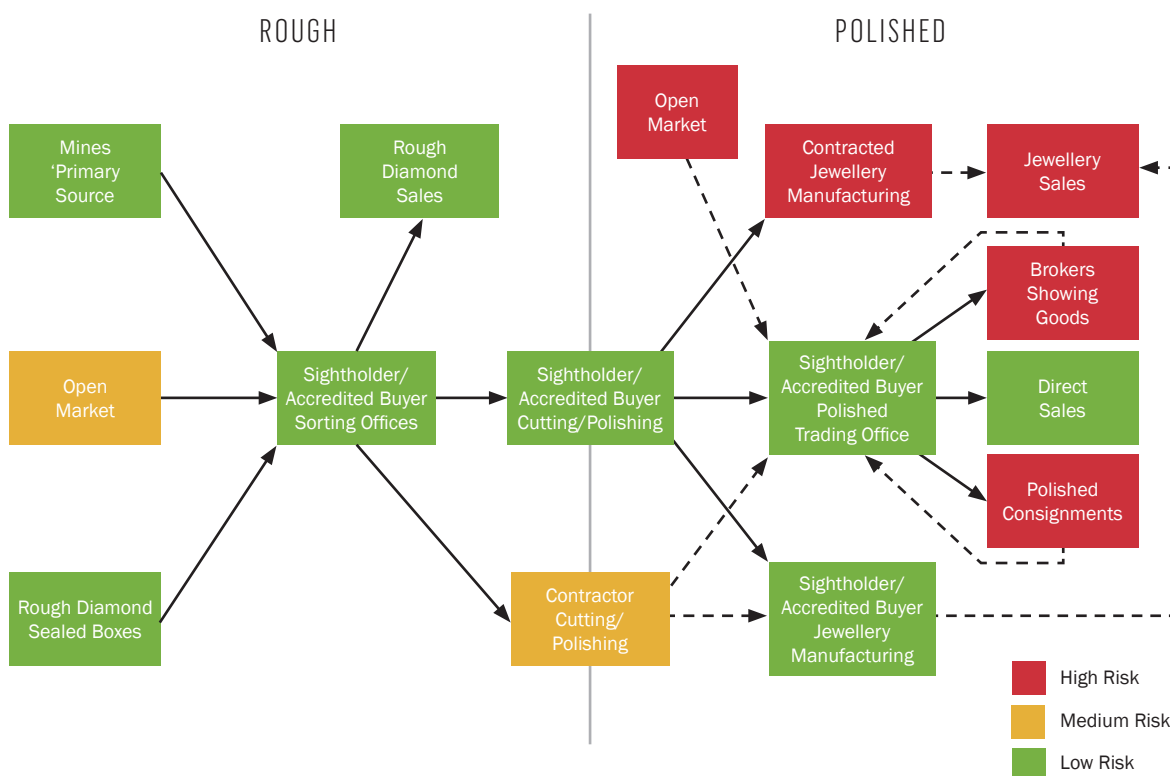 ROUGH
POLISHED
Mines
‘Primary
Source
Rough
Diamond
Sales
Open
Market
Contracted
Jewellery
Manufacturing
Jewellery
Sales
Brokers
Showing
Goods
Open
Market
Sightholder/
Accredited Buyer
Sorting Offices
Sightholder/
Accredited Buyer
Cutting/Polishing
Sightholder/
Accredited Buyer
Polished
Trading Office
Direct
Sales
Polished
Consignments
Rough Diamond
Sealed Boxes
Contractor
Cutting/
Polishing
Sightholder/
Accredited Buyer
Jewellery
Manufacturing
High Risk
Medium Risk
Low Risk